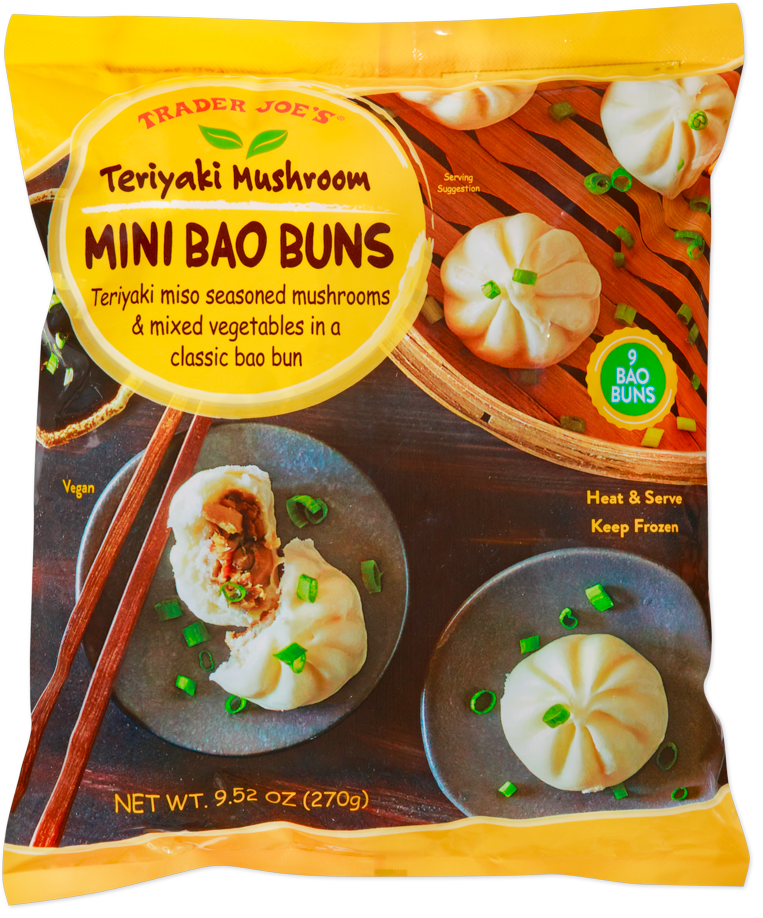 TRADER JOE'S
Teriyaki Mushroom
MINI BAO BUNS
Teriyaki miso seasoned mushrooms
& mixed vegetables in a
classic bao bun
Serving
Suggestion
9
BAO
BUNS
Vegan
Heat & Serve
Keep Frozen
NET WT. 9.52 OZ (270g)